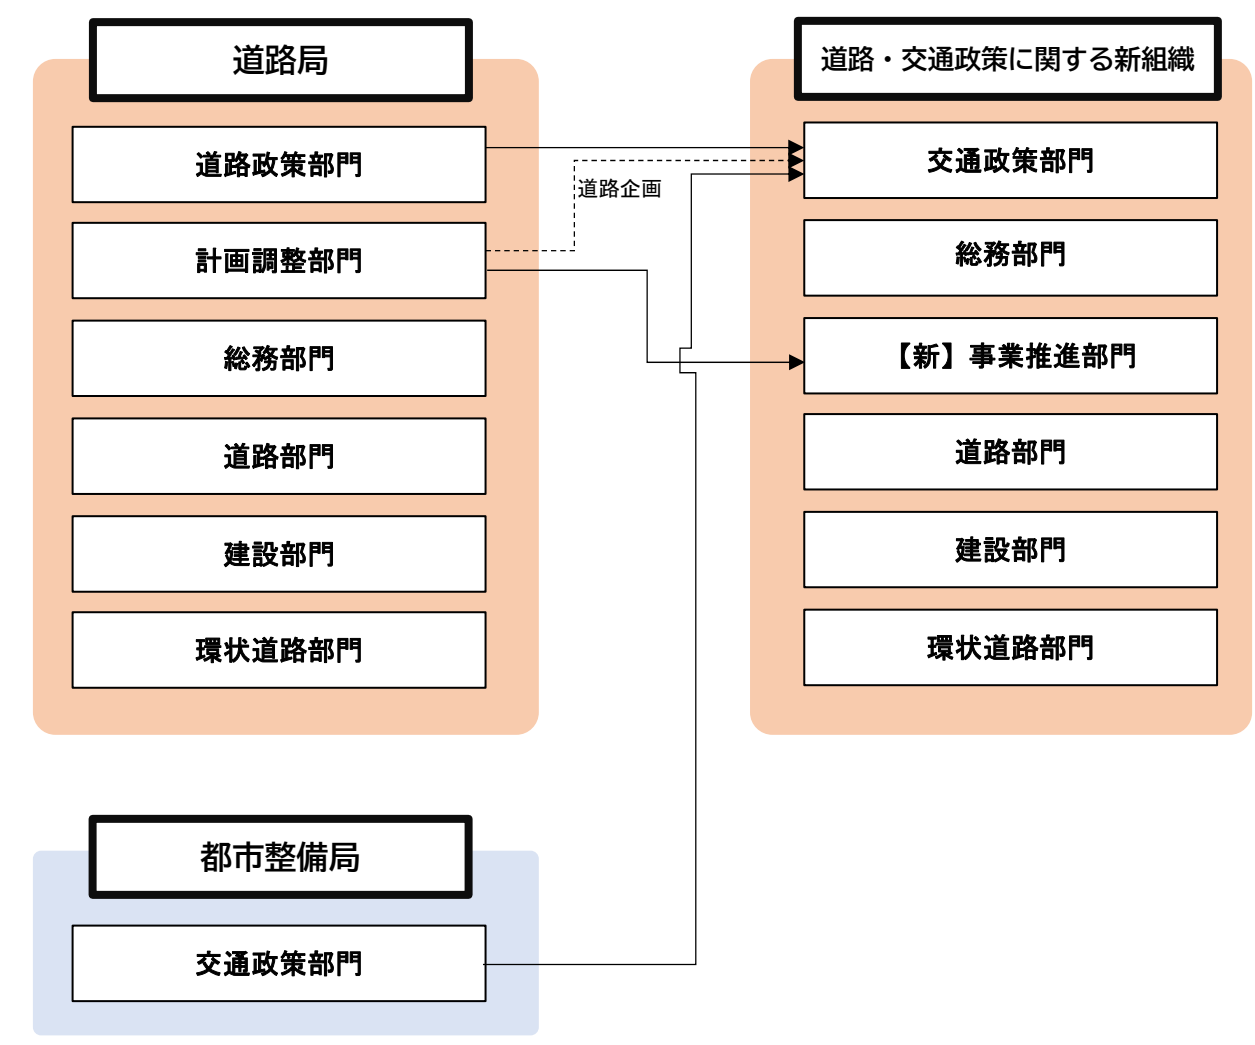 道路局
道路政策部門
計画調整部門
総務部門
道路部門
建設部門
環状道路部門
道路企画
道路・交通政策に関する新組織
交通政策部門
総務部門
【新】事業推進部門
道路部門
建設部門
環状道路部門
都市整備局
交通政策部門